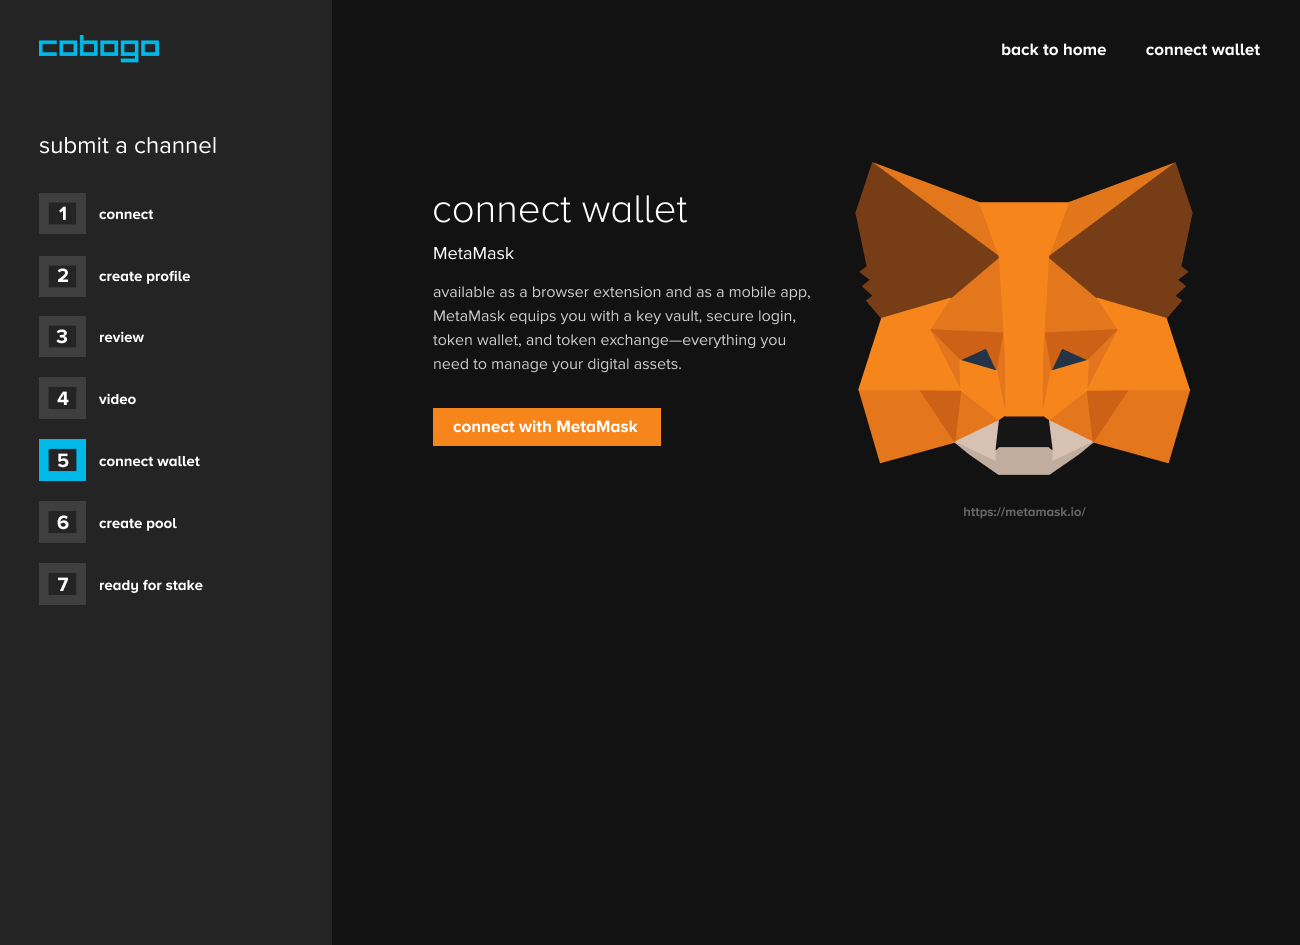 cobogo
back to home
connect wallet
submit a channel
1 connect
2 create profile
3 review
4 video
5 connect wallet
6 create pool
7 ready for stake
connect wallet
MetaMask
available as a browser extension and as a mobile app,
MetaMask equips you with a key vault, secure login,
token wallet, and token exchange—everything you
need to manage your digital assets.
connect with MetaMask
https://metamask.io/